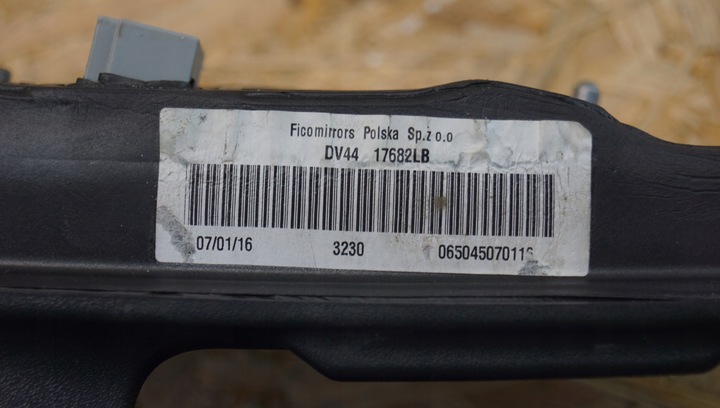 Ficomirrors Polska Sp.z o.o
DV44 17682LB
07/01/16 3230 065045070116